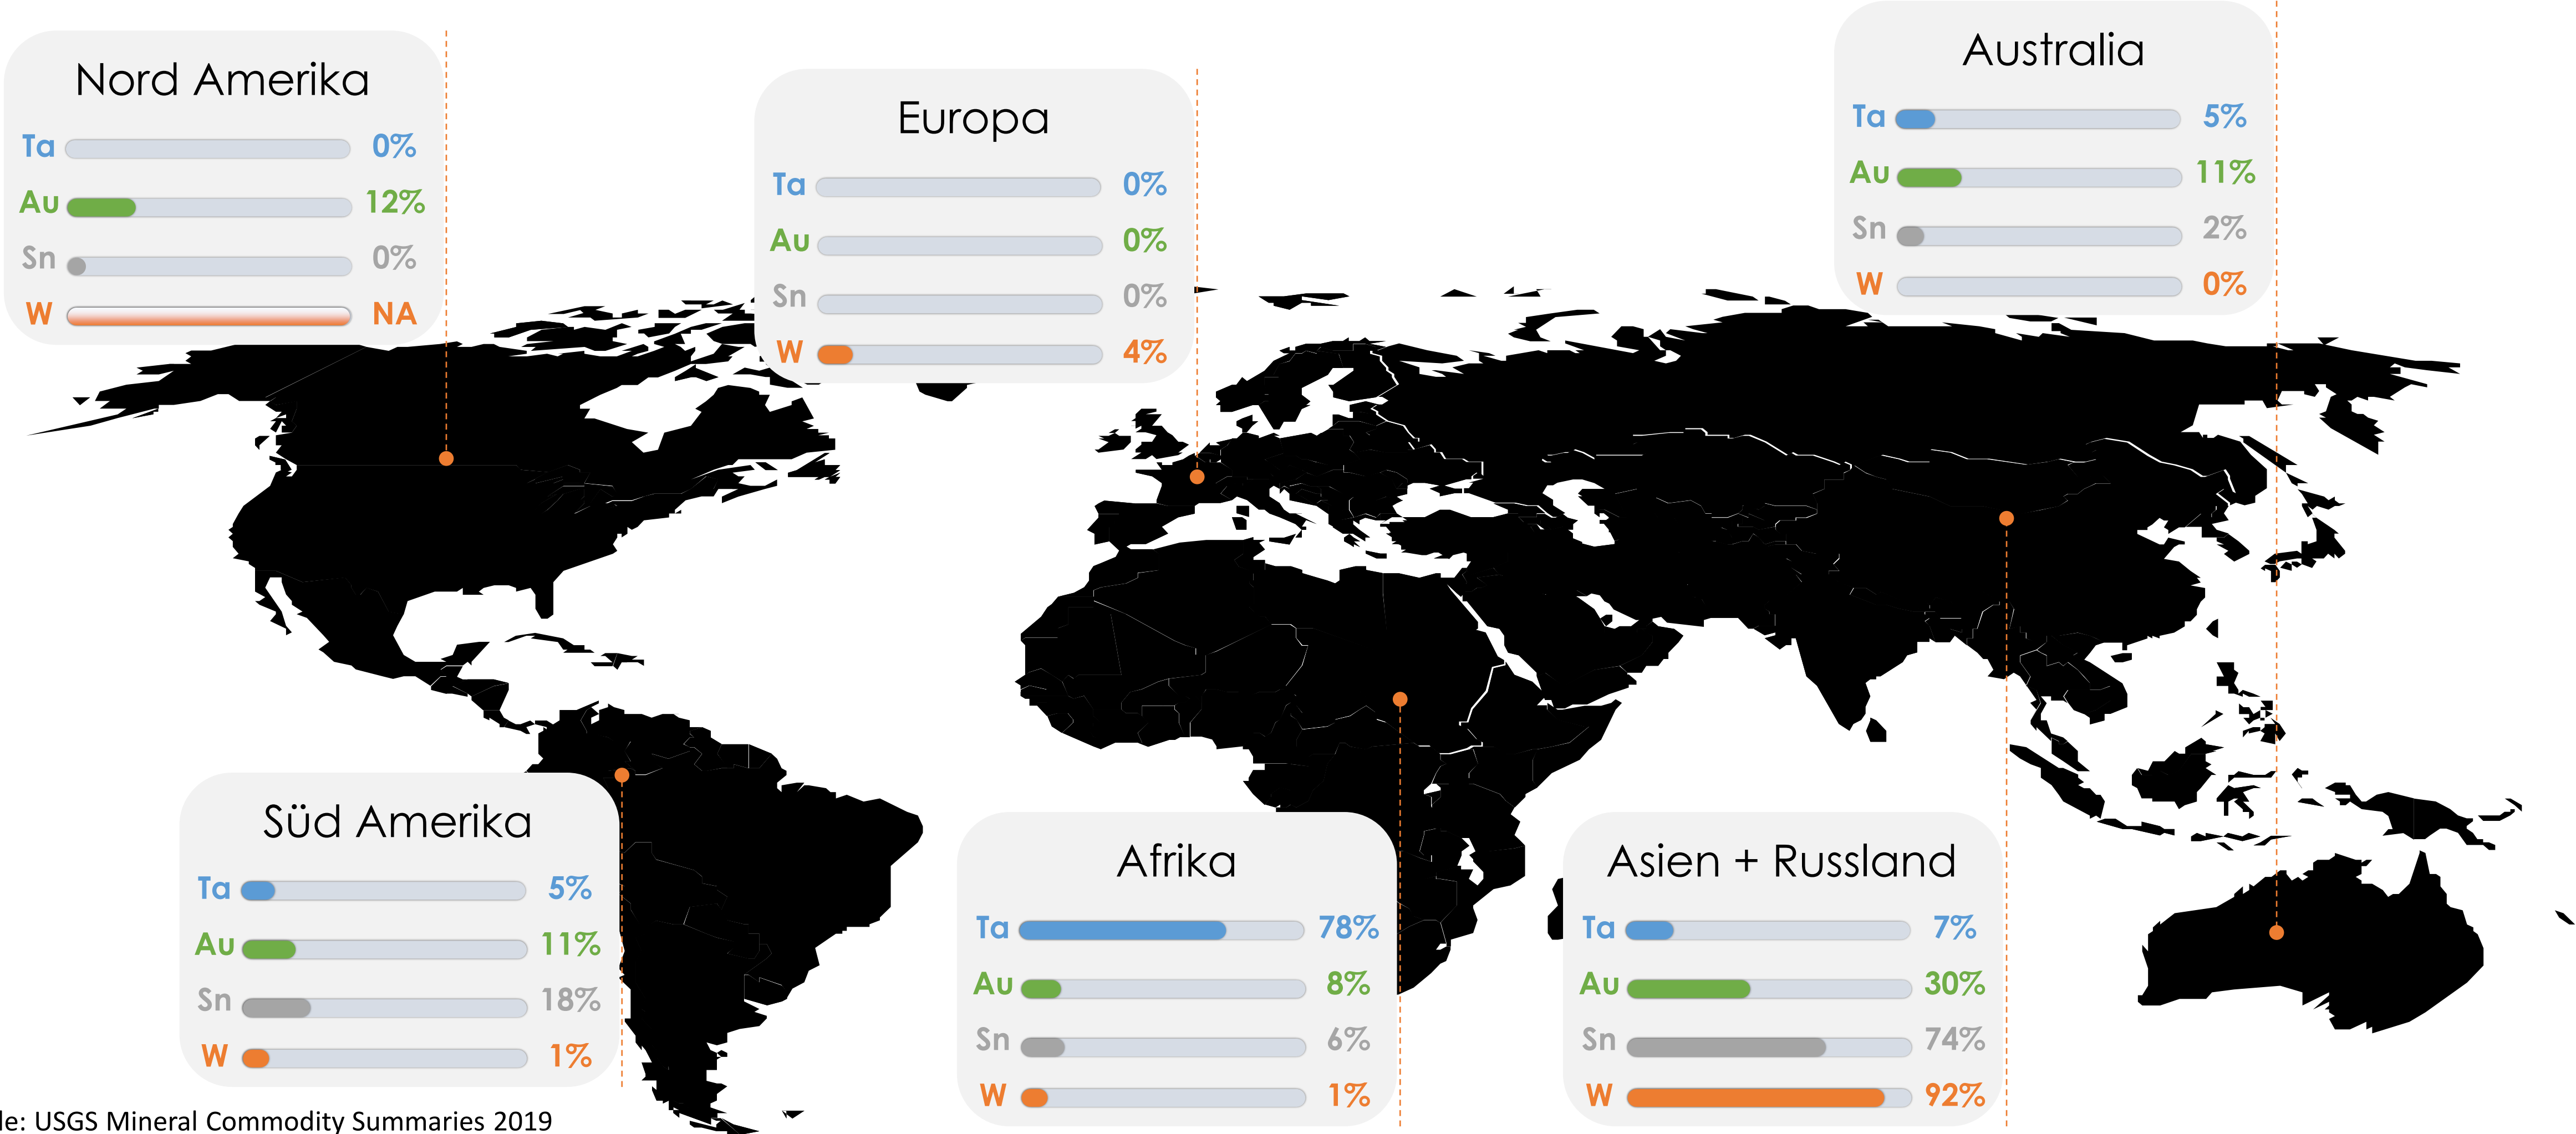 Nord Amerika
Ta 0%
Au 12%
Sn 0%
W NA
Europa
Ta 0%
Au 0%
Sn 0%
W 4%
Australia
Ta 5%
Au 11%
Sn 2%
W 0%
Süd Amerika
Ta 5%
Au 11%
Sn 18%
W 1%
Afrika
Ta 78%
Au 8%
Sn 6%
W 1%
Asien + Russland
Ta 7%
Au 30%
Sn 74%
W 92%
le: USGS Mineral Commodity Summaries 2019